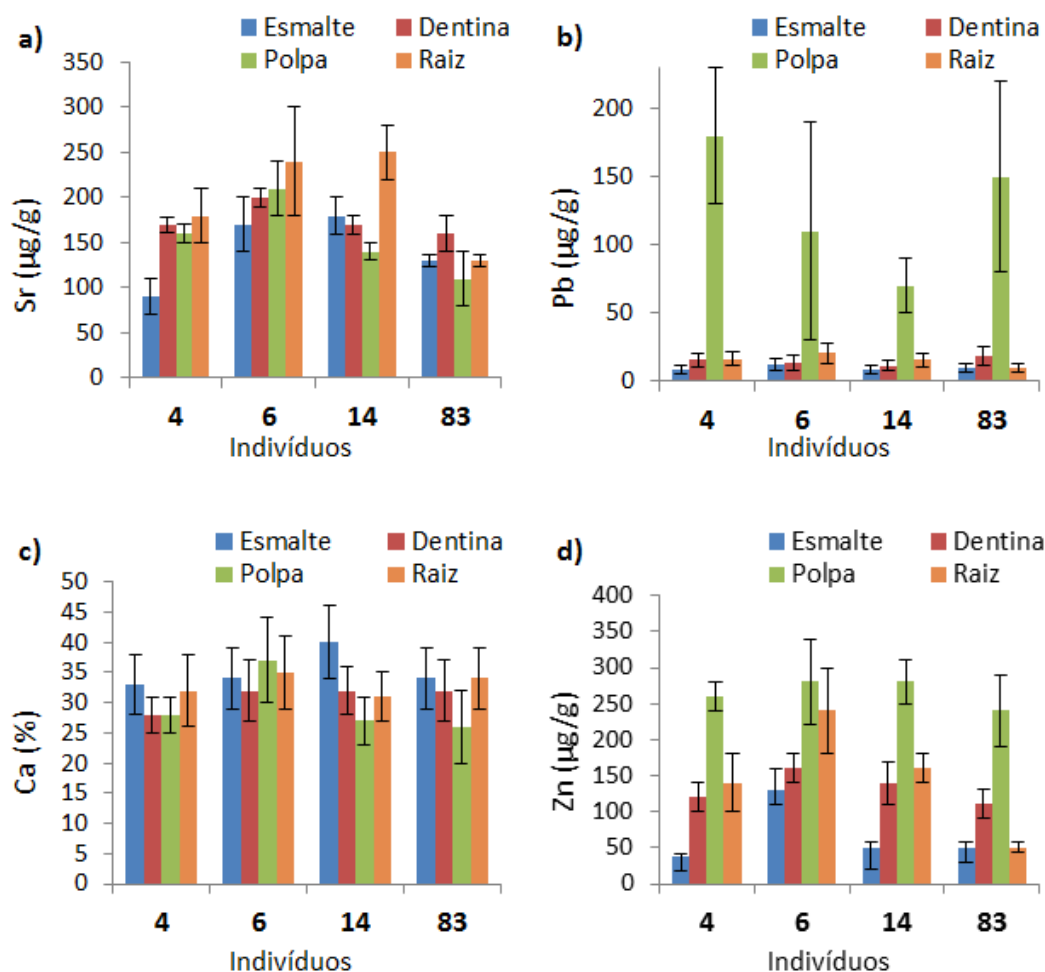 a)
Esmalte Dentina
Polpa Raiz
350
300
250
200
150
100
50
0
Sr (µg/g)
4 6 14 83
Indivíduos
b)
Esmalte Dentina
Polpa Raiz
200
150
100
50
0
Pb (µg/g)
4 6 14 83
Indivíduos
c)
Esmalte Dentina
Polpa Raiz
50
45
40
35
30
25
20
15
10
5
0
Ca (%)
4 6 14 83
Indivíduos
d)
Esmalte Dentina
Polpa Raiz
400
350
300
250
200
150
100
50
0
Zn (µg/g)
4 6 14 83
Indivíduos